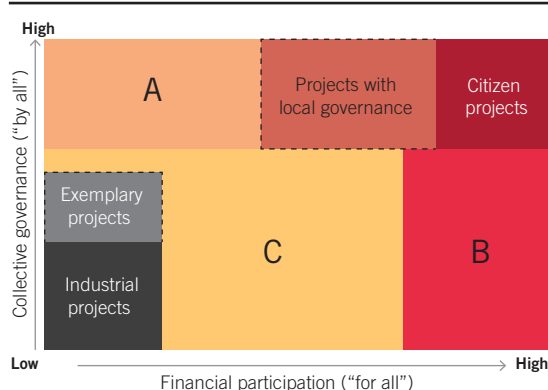 High
Collective governance (“by all”)
A
Projects with
local governance
Citizen
projects
Exemplary
projects
C
B
Industrial
projects
Low
High
Financial participation (“for all”)